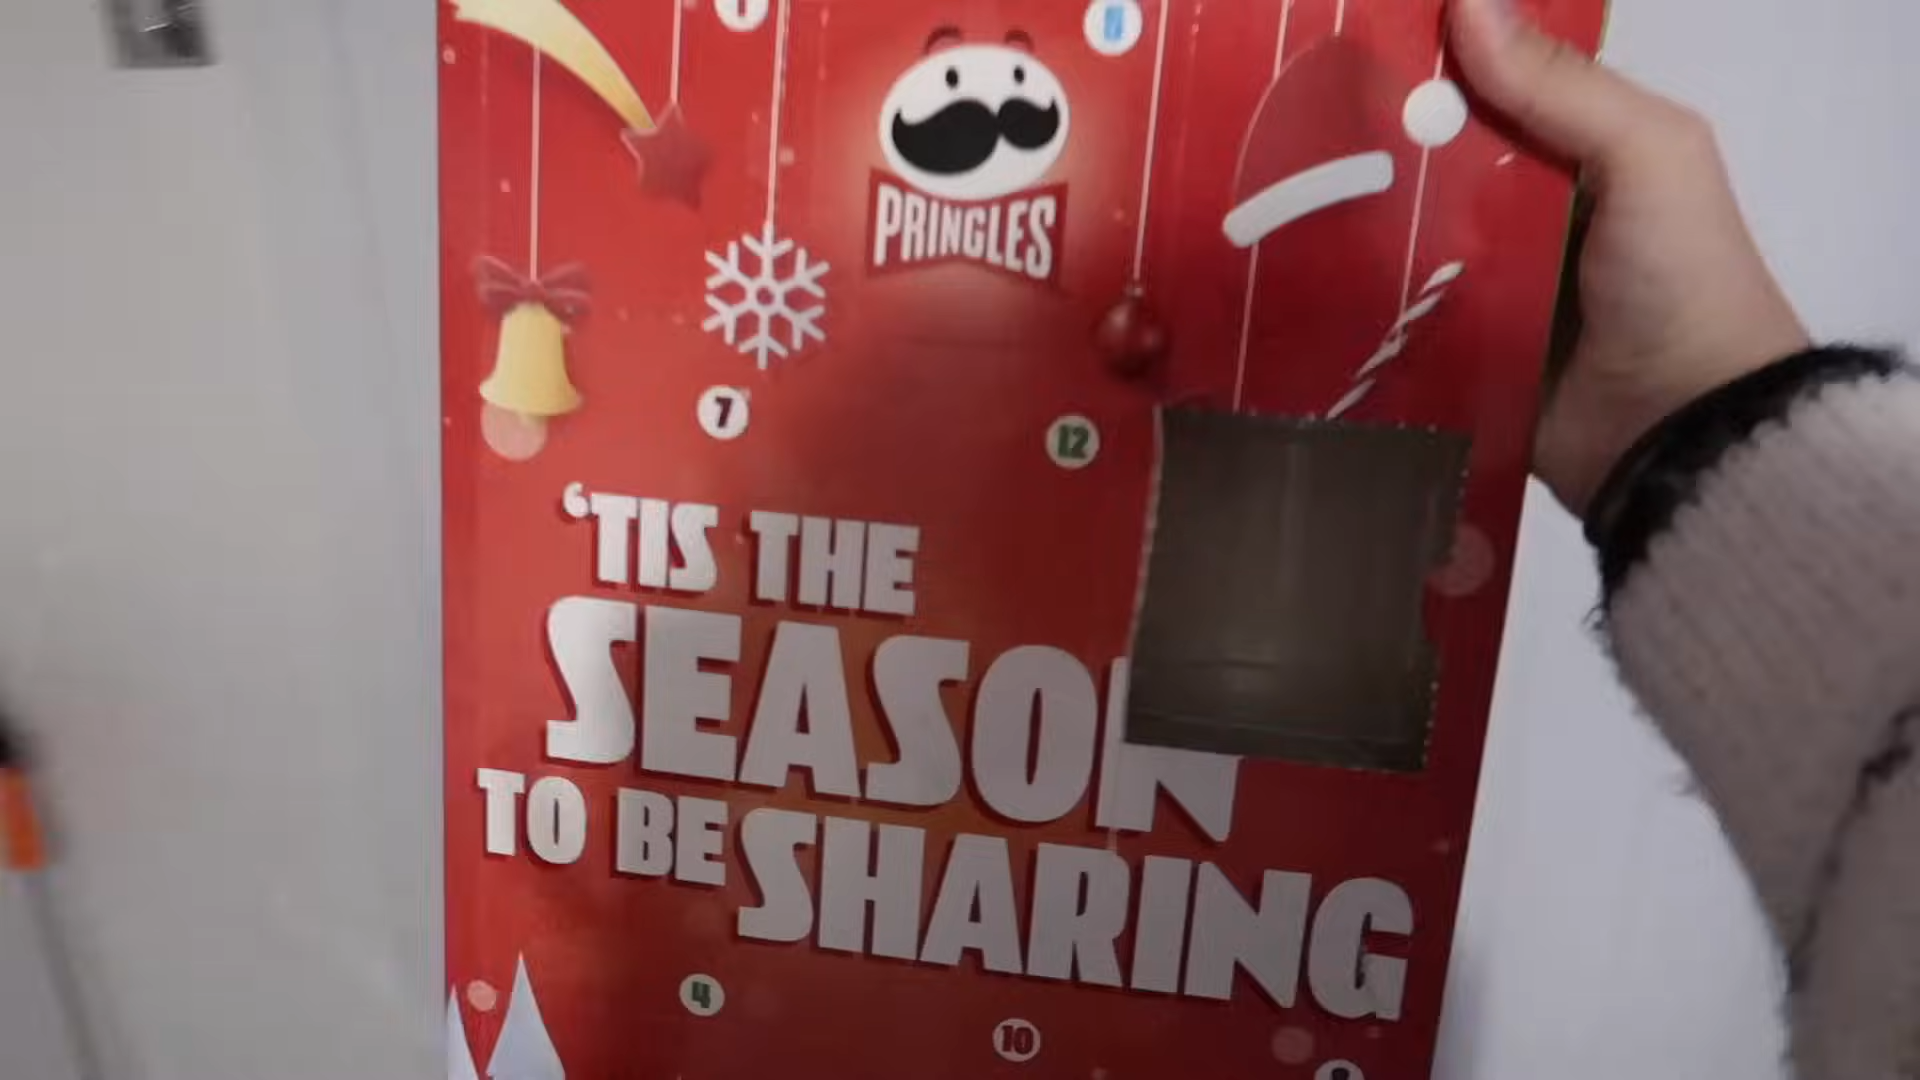 PRINGLES
7
12
'TIS THE
SEASON
TO BE SHARING
4
10